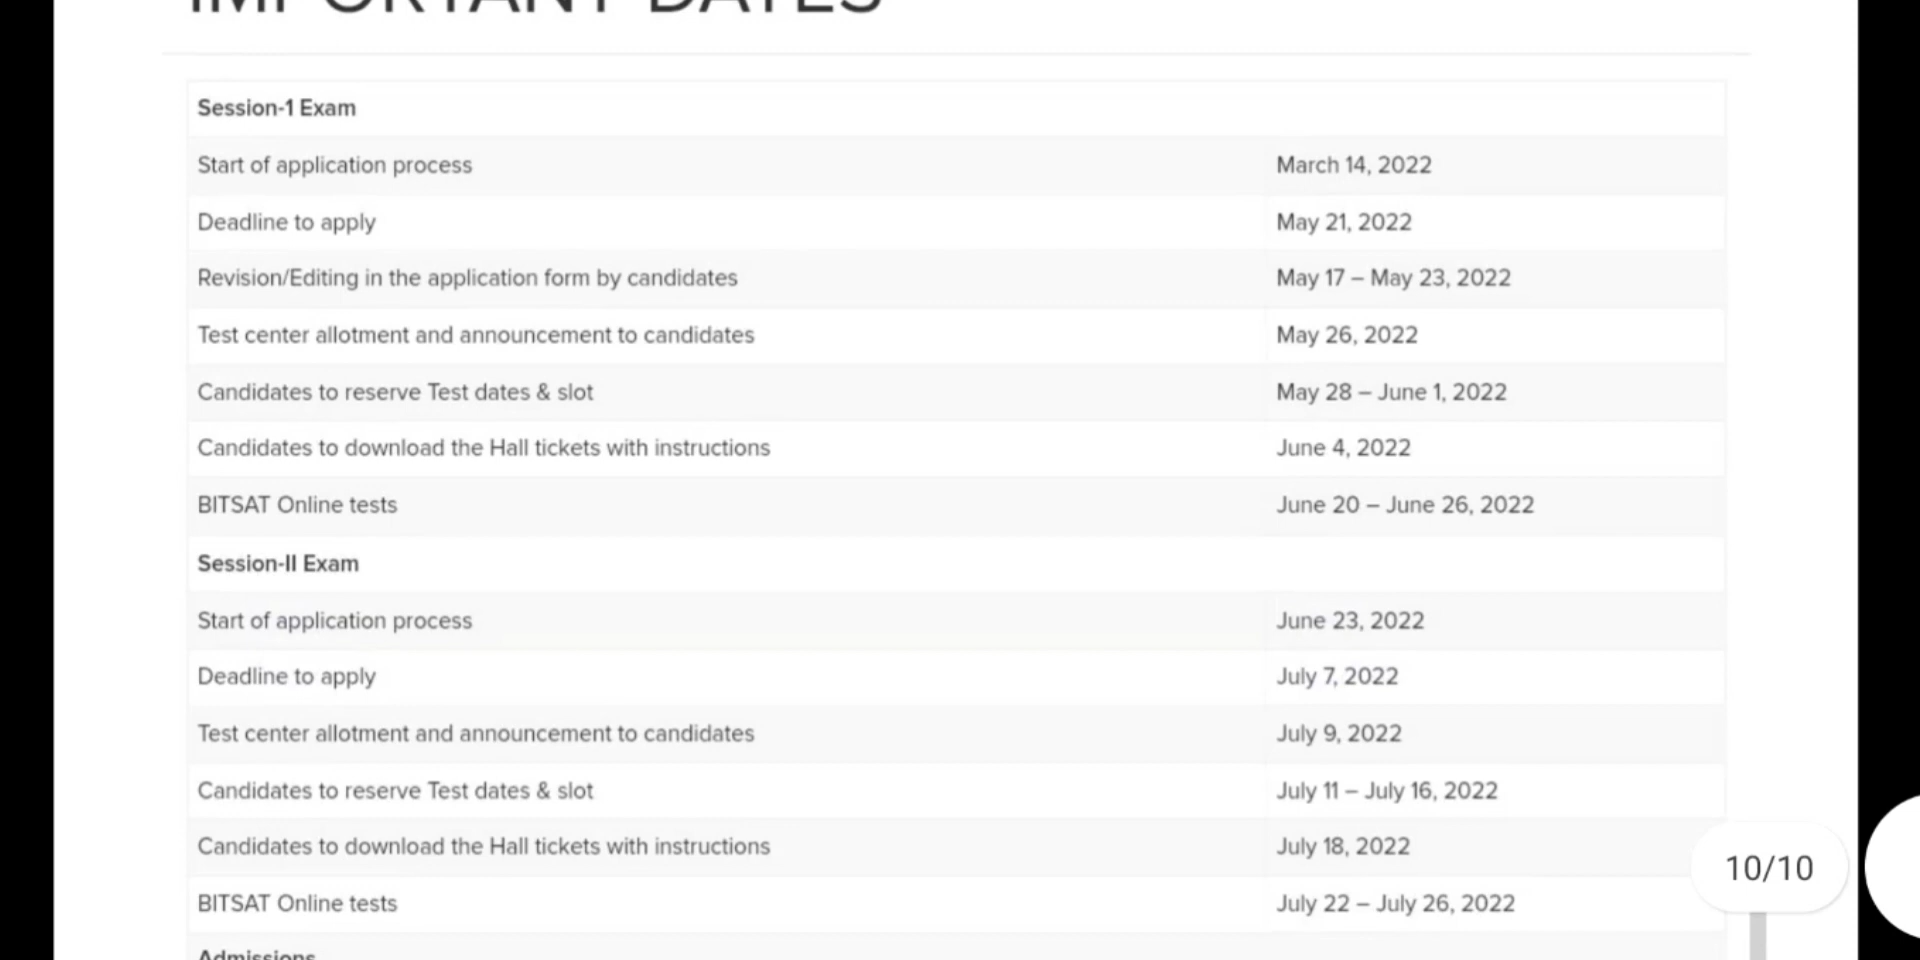 IMPORTANT DATES
Session-1 Exam
Start of application process March 14, 2022
Deadline to apply May 21, 2022
Revision/Editing in the application form by candidates May 17 – May 23, 2022
Test center allotment and announcement to candidates May 26, 2022
Candidates to reserve Test dates & slot May 28 – June 1, 2022
Candidates to download the Hall tickets with instructions June 4, 2022
BITSAT Online tests June 20 – June 26, 2022
Session-II Exam
Start of application process June 23, 2022
Deadline to apply July 7, 2022
Test center allotment and announcement to candidates July 9, 2022
Candidates to reserve Test dates & slot July 11 – July 16, 2022
Candidates to download the Hall tickets with instructions July 18, 2022
10/10
BITSAT Online tests July 22 – July 26, 2022
Admissions